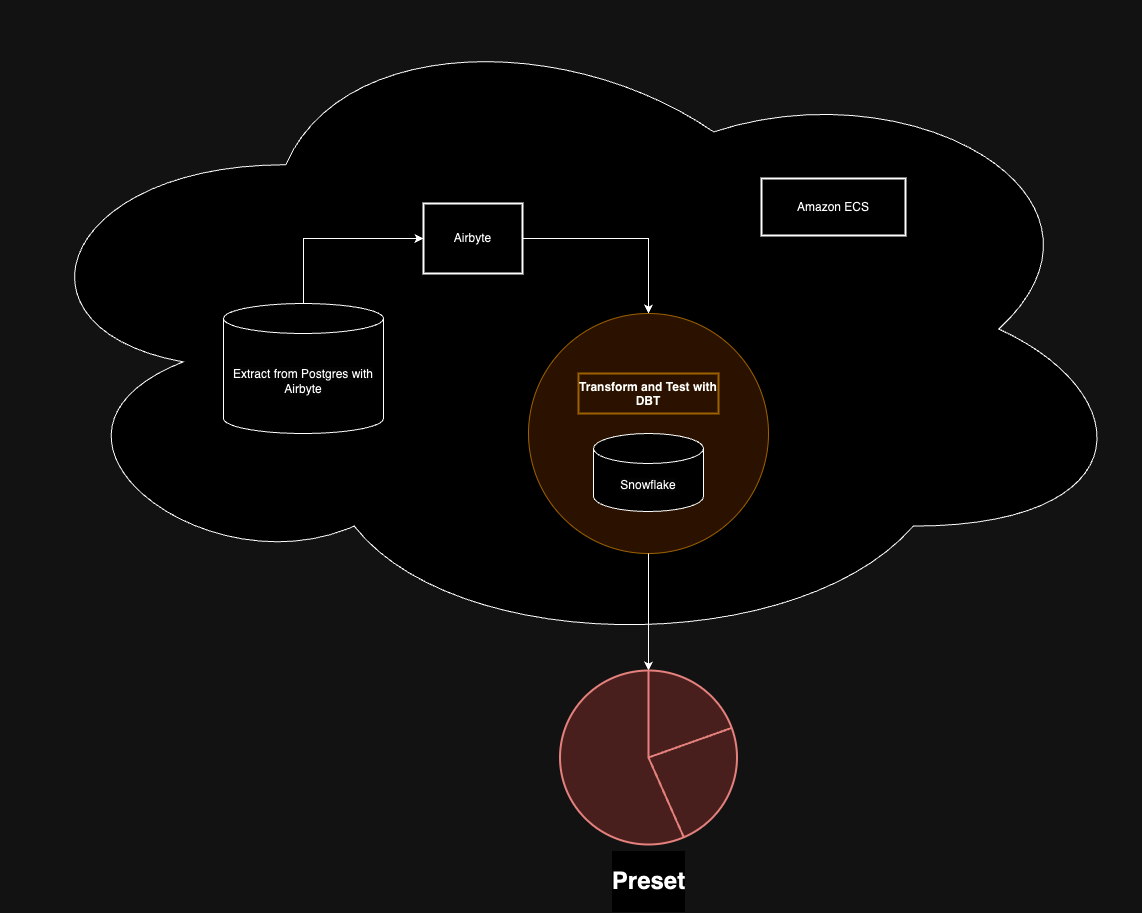 Amazon ECS
Airbyte
Extract from Postgres with
Airbyte
Transform and Test with
DBT
Snowflake
Preset